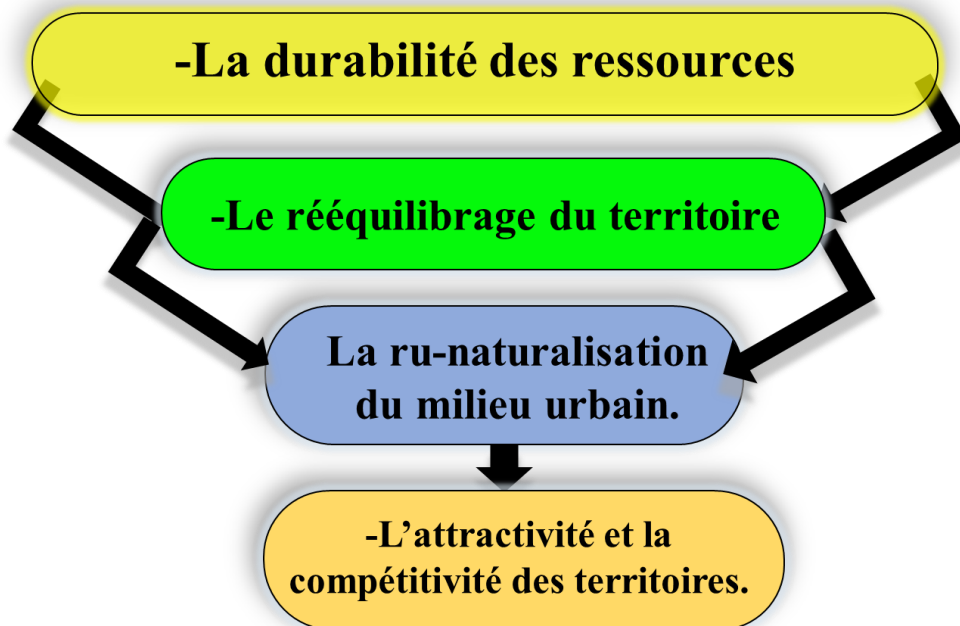 -La durabilité des ressources
-Le rééquilibrage du territoire
La ru-naturalisation
du milieu urbain.
-L’attractivité et la
compétitivité des territoires.